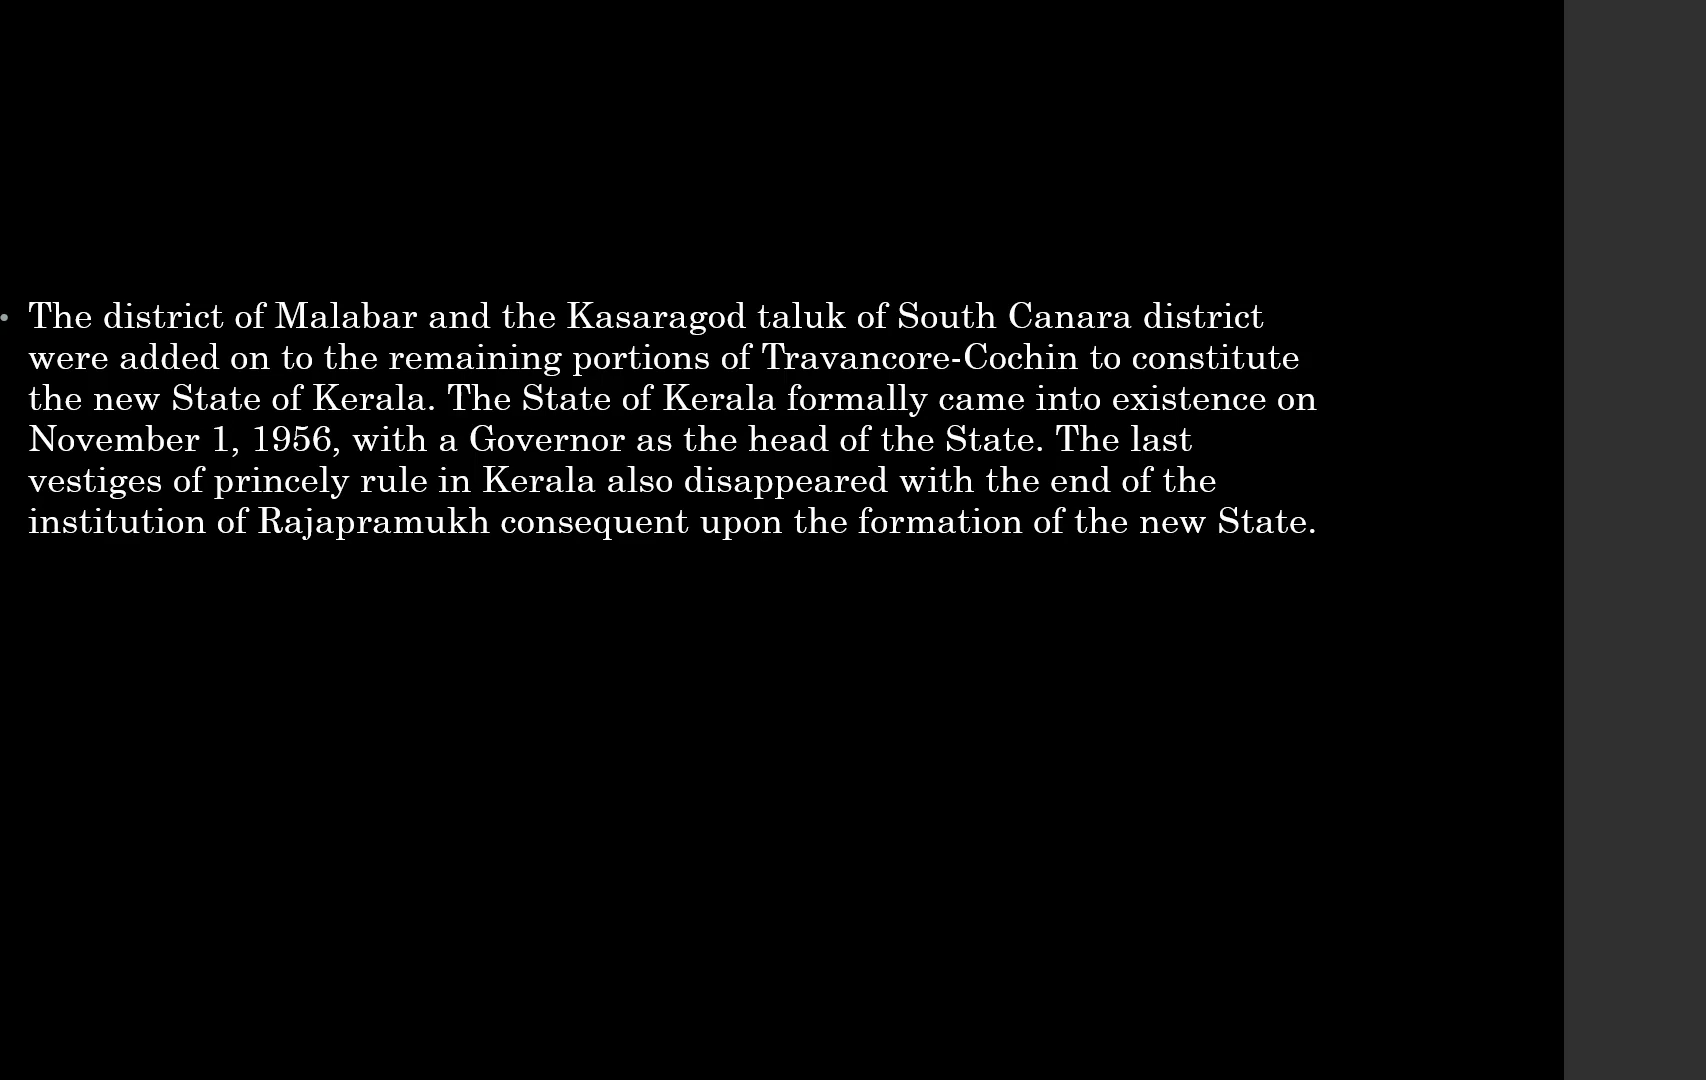 • The district of Malabar and the Kasaragod taluk of South Canara district
were added on to the remaining portions of Travancore-Cochin to constitute
the new State of Kerala. The State of Kerala formally came into existence on
November 1, 1956, with a Governor as the head of the State. The last
vestiges of princely rule in Kerala also disappeared with the end of the
institution of Rajapramukh consequent upon the formation of the new State.